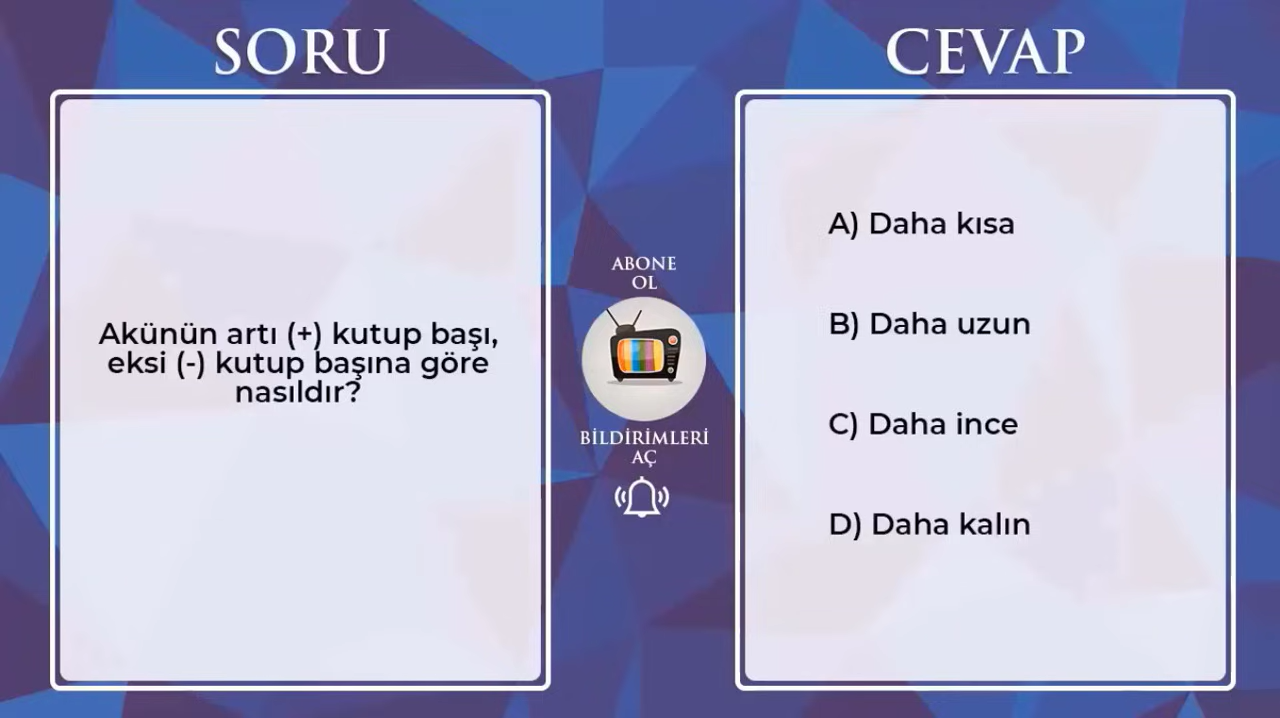 SORU
Akünün artı (+) kutup başı,
eksi (-) kutup başına göre
nasıldır?
ABONE
OL
BİLDİRİMLERİ
AÇ
CEVAP
A) Daha kısa
B) Daha uzun
C) Daha ince
D) Daha kalın